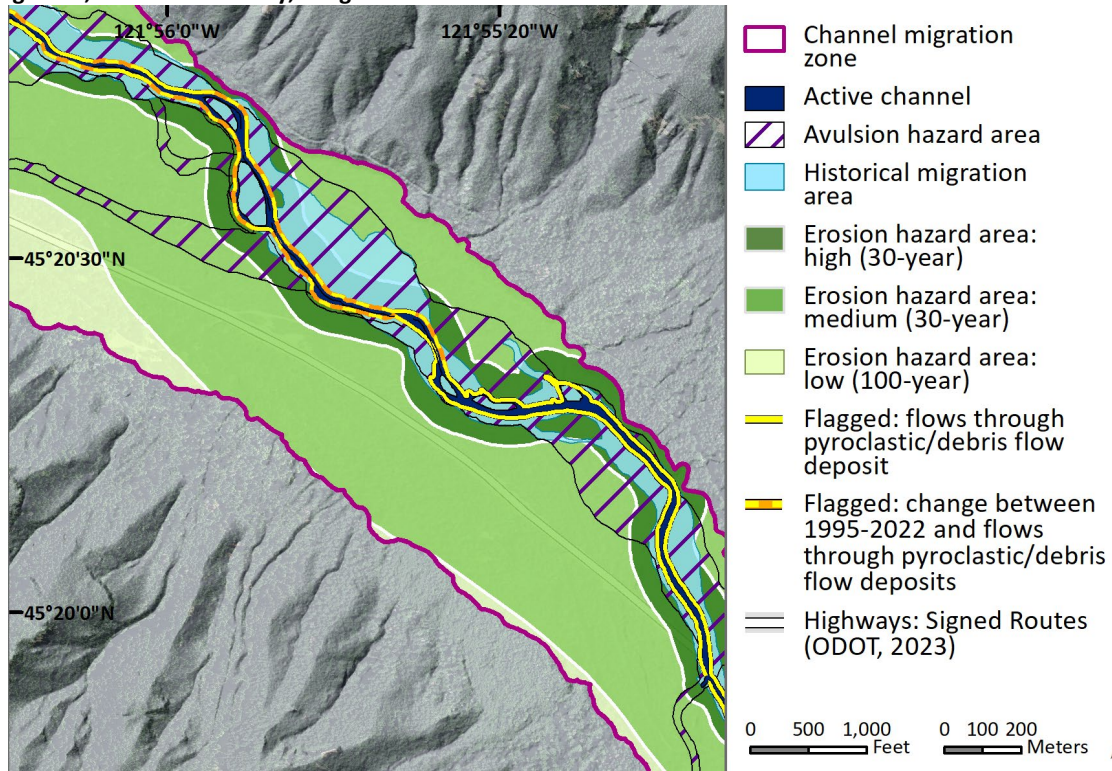 121°56'0"W
121°55'20"W
45°20'30"N
45°20'0"N
Channel migration
zone
Active channel
Avulsion hazard area
Historical migration
area
Erosion hazard area:
high (30-year)
Erosion hazard area:
medium (30-year)
Erosion hazard area:
low (100-year)
Flagged: flows through
pyroclastic/debris flow
deposit
Flagged: change between
1995-2022 and flows
through pyroclastic/debris
flow deposits
Highways: Signed Routes
(ODOT, 2023)
0 500 1,000
Feet
0 100 200
Meters